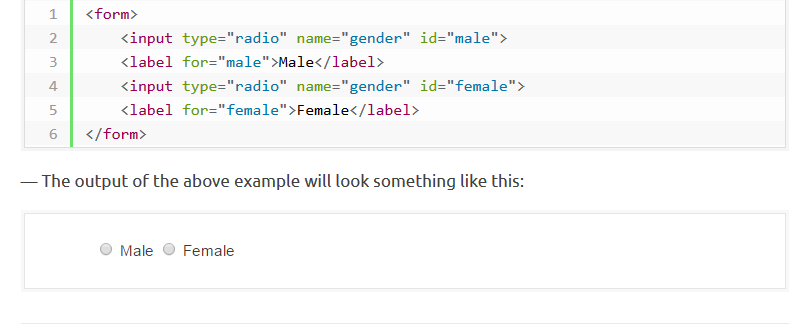 1 <form>
2     <input type="radio" name="gender" id="male">
3     <label for="male">Male</label>
4     <input type="radio" name="gender" id="female">
5     <label for="female">Female</label>
6 </form>
— The output of the above example will look something like this:
Male Female